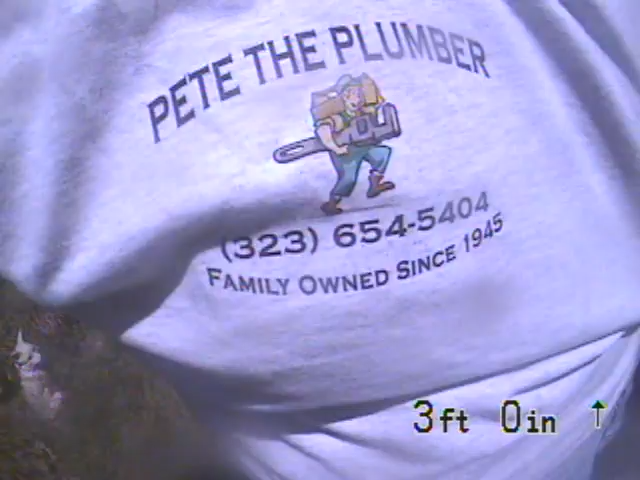 PETE THE PLUMBER
(323) 654-5404
FAMILY OWNED SINCE 1945
3ft 0in ↑